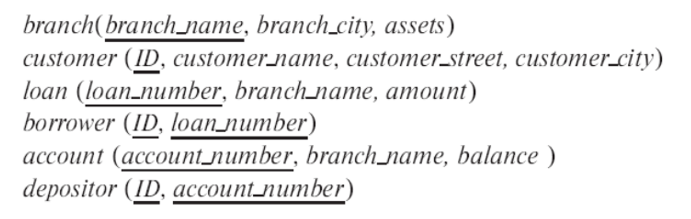 branch(branch_name, branch_city, assets)
customer (ID, customer_name, customer_street, customer_city)
loan (loan_number, branch_name, amount)
borrower (ID, loan_number)
account (account_number, branch_name, balance )
depositor (ID, account_number)